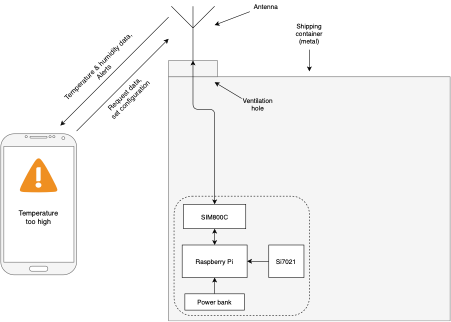 Antenna
Shipping
container
(metal)
Temperature & humidity data,
Alerts
Request data,
set configuration
Ventilation
hole
Temperature
too high
SIM800C
Raspberry Pi
Si7021
Power bank